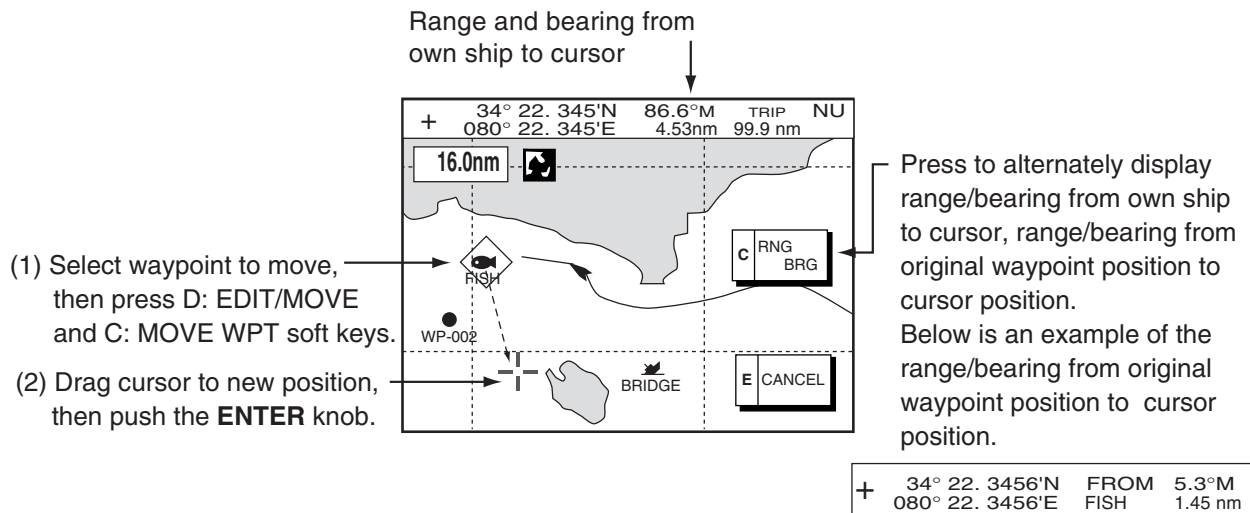 Range and bearing from
own ship to cursor
+ 34° 22. 345'N 86.6°M TRIP NU
080° 22. 345'E 4.53nm 99.9 nm
16.0nm
(1) Select waypoint to move,
then press D: EDIT/MOVE
and C: MOVE WPT soft keys.
(2) Drag cursor to new position,
then push the ENTER knob.
FISH
WP-002
BRIDGE
C RNG
BRG
E CANCEL
Press to alternately display
range/bearing from own ship
to cursor, range/bearing from
original waypoint position to
cursor position.
Below is an example of the
range/bearing from original
waypoint position to cursor
position.
+ 34° 22. 3456'N FROM 5.3°M
080° 22. 3456'E FISH 1.45 nm